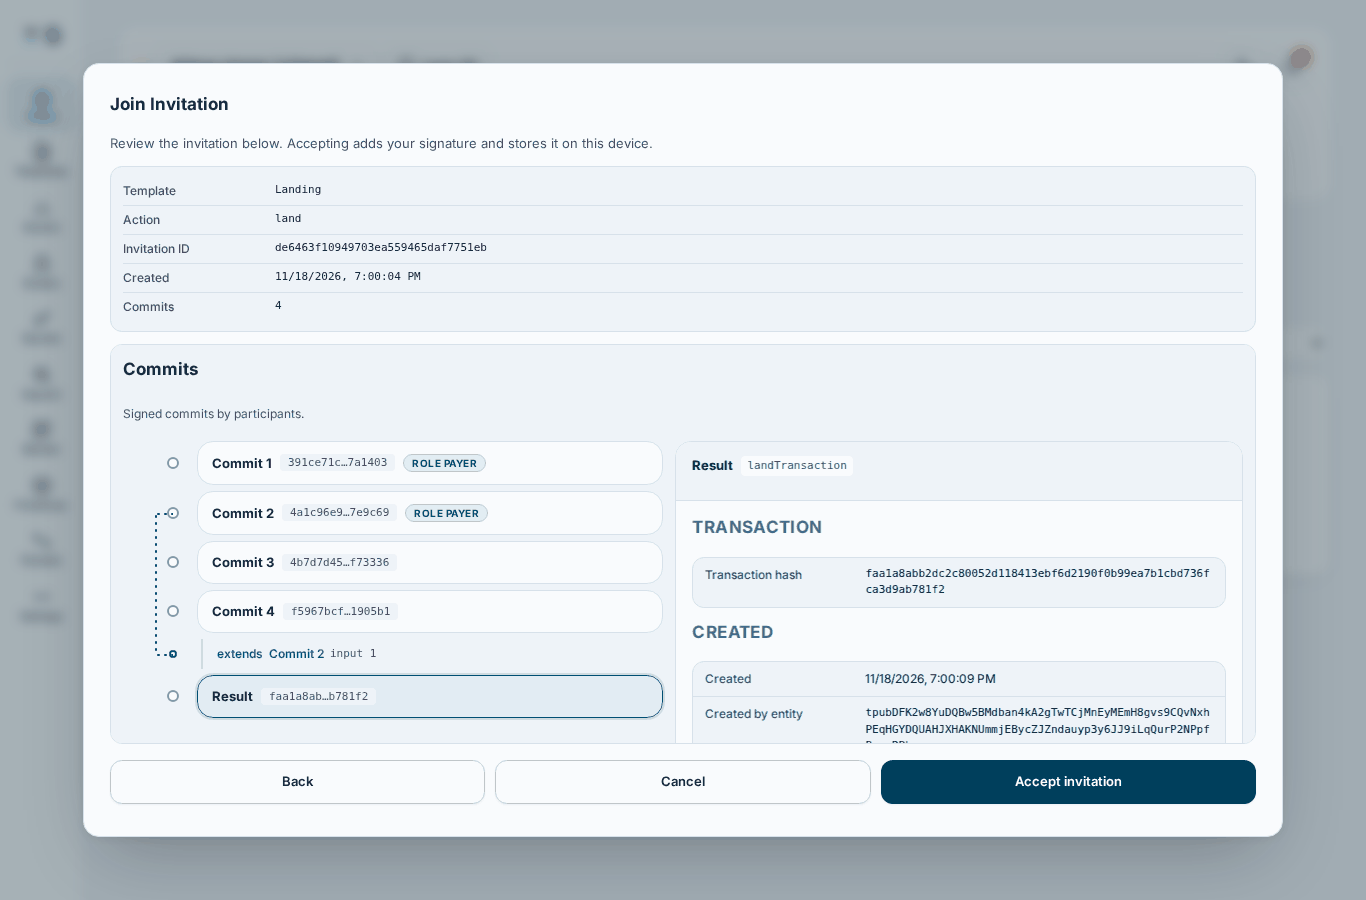 Join Invitation
Review the invitation below. Accepting adds your signature and stores it on this device.
Template Landing
Action land
Invitation ID de6463f10949703ea559465daf7751eb
Created 11/18/2026, 7:00:04 PM
Commits 4
Commits
Signed commits by participants.
Commit 1 391ce71c…7a1403 ROLE PAYER
Commit 2 4a1c96e9…7e9c69 ROLE PAYER
Commit 3 4b7d7d45…f73336
Commit 4 f5967bcf…1905b1
extends Commit 2 input 1
Result faa1a8ab…b781f2
Result landTransaction
TRANSACTION
Transaction hash faa1a8abb2dc2c80052d118413ebf6d2190f0b99ea7b1cbd736f
ca3d9ab781f2
CREATED
Created 11/18/2026, 7:00:09 PM
Created by entity tpubDFK2w8YuDQBw5BMdban4kA2gTwTCjMnEyMEmH8gvs9CQvNxh
PEqHGYDQUAHJXHAKNUmmjEBycZJZndauyp3y6JJ9iLqQurP2NPpf
Back
Cancel
Accept invitation